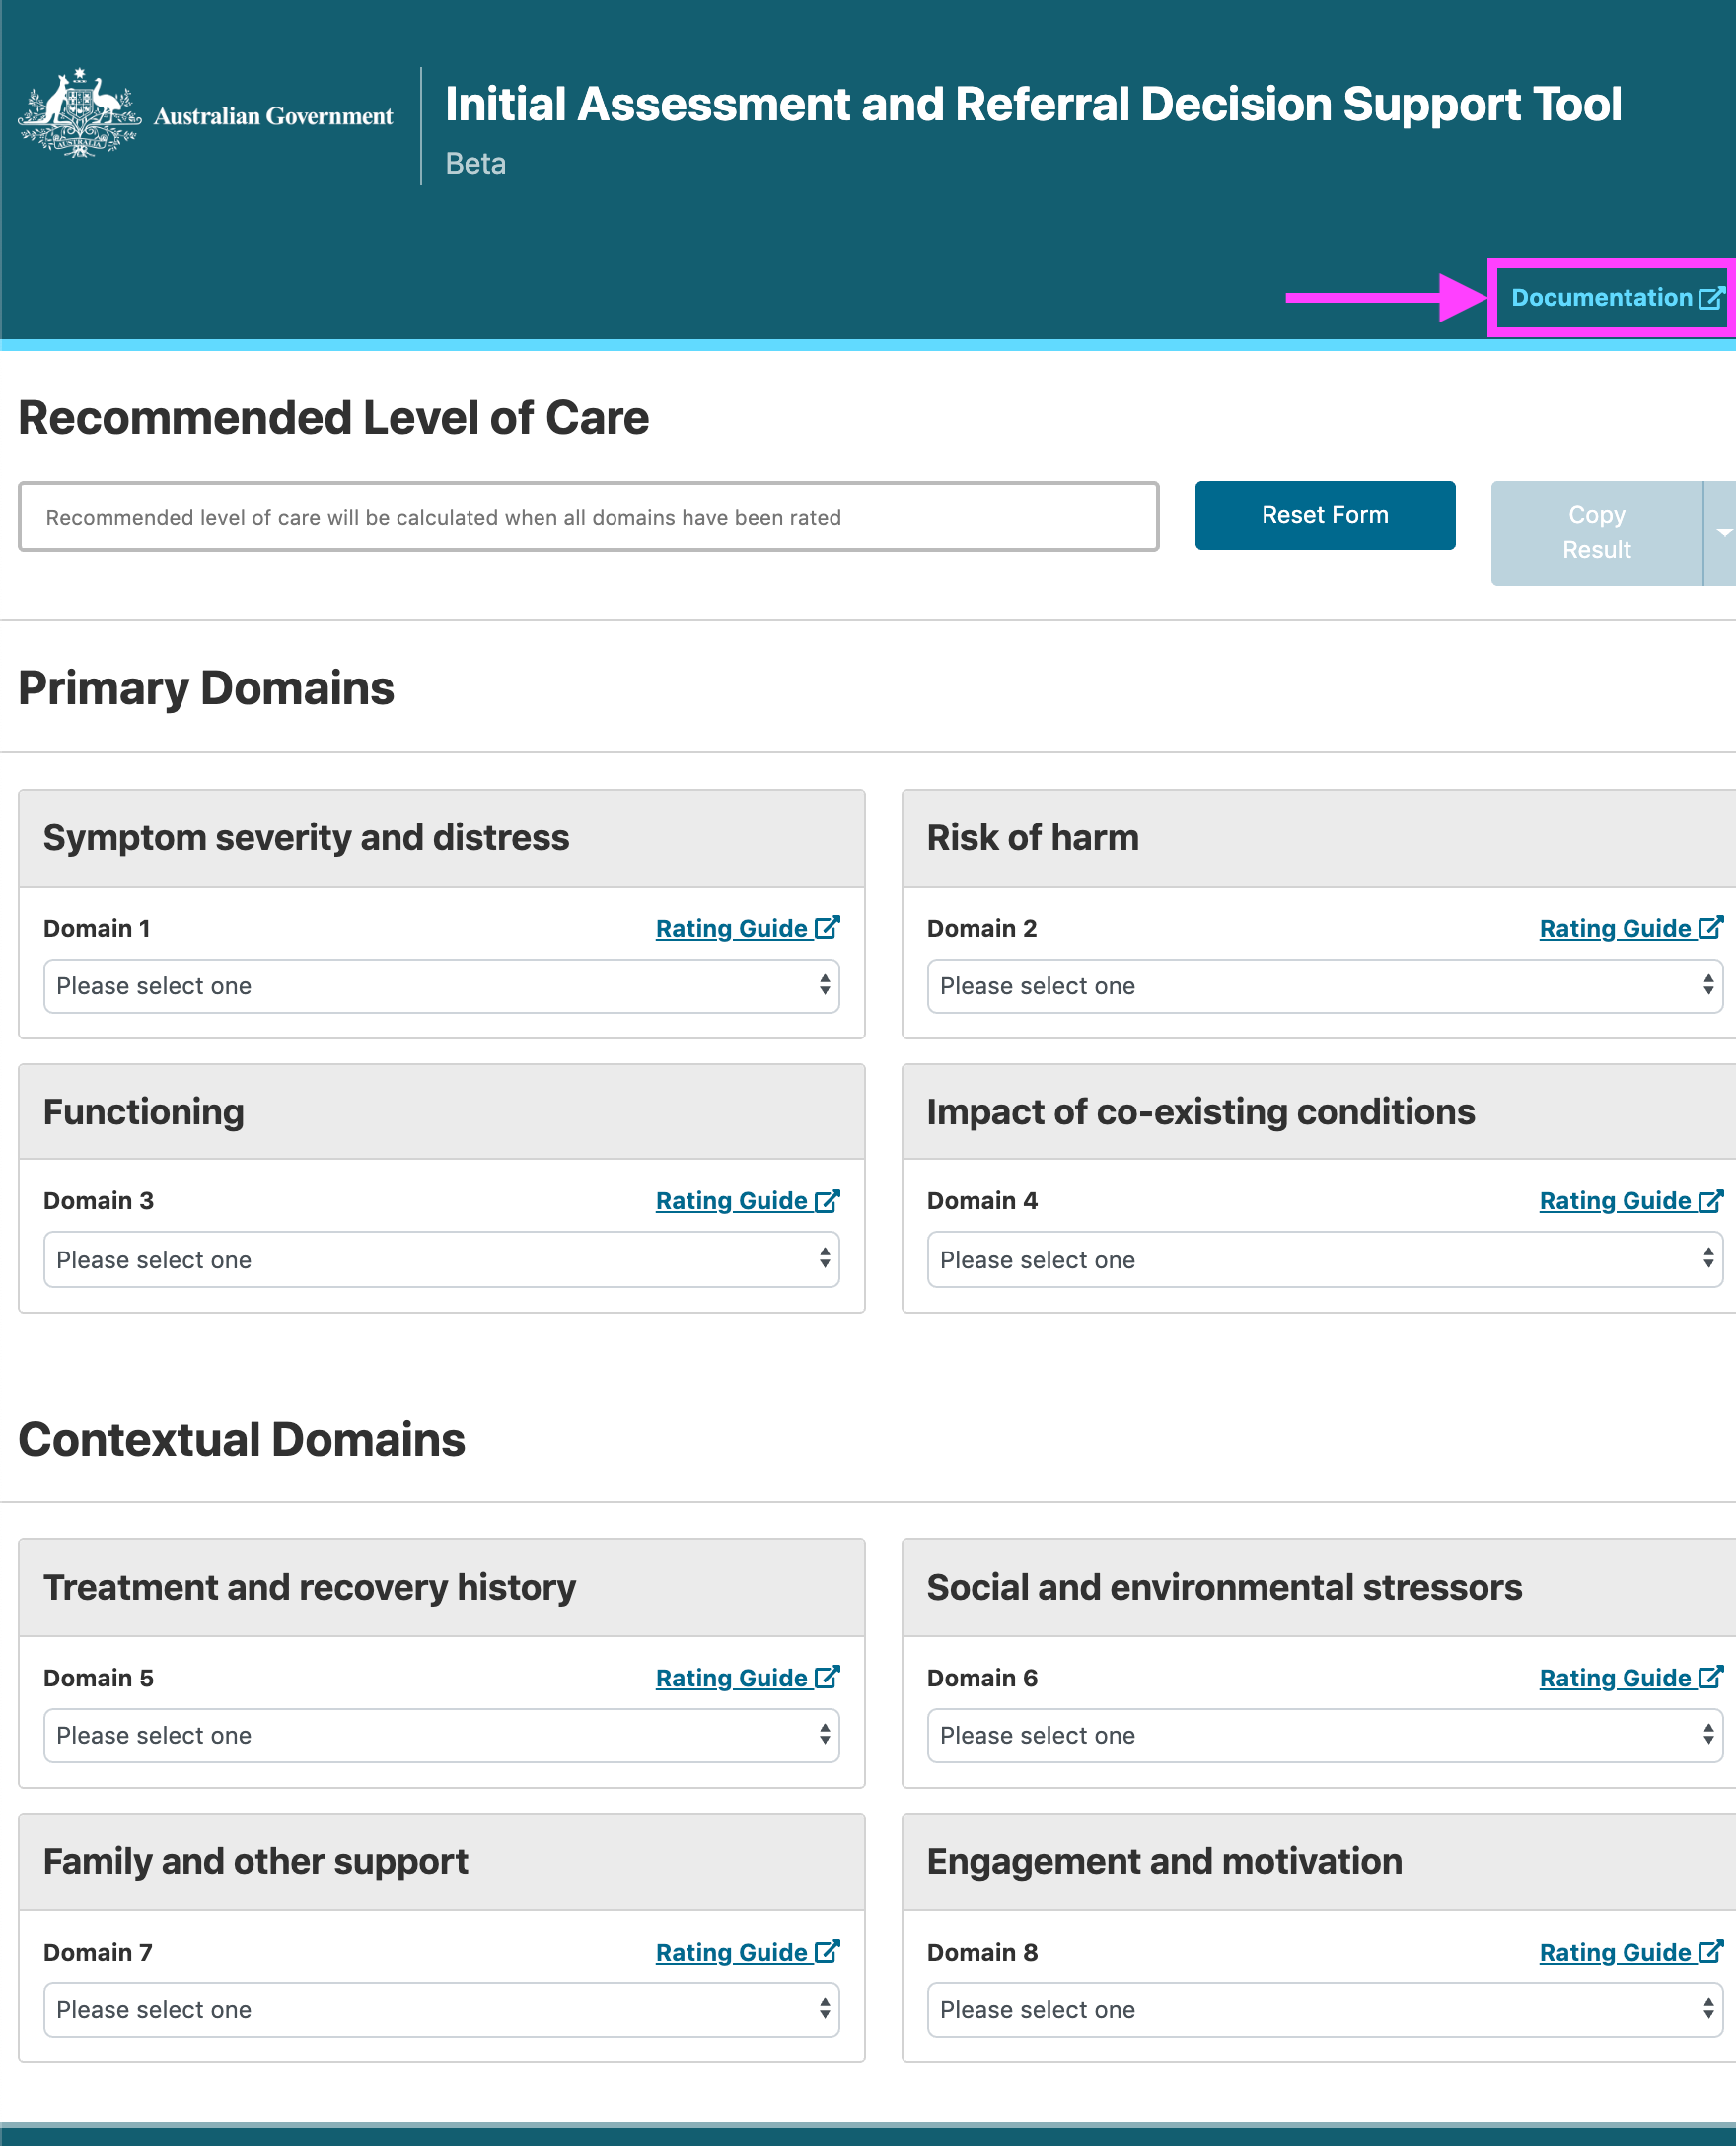 Australian Government
Initial Assessment and Referral Decision Support Tool
Beta
AUSTRALIA
Documentation
Recommended Level of Care
Recommended level of care will be calculated when all domains have been rated
Reset Form
Copy
Result
Primary Domains
Symptom severity and distress
Risk of harm
Domain 1
Rating Guide
Domain 2
Rating Guide
Please select one
Please select one
Functioning
Impact of co-existing conditions
Domain 3
Rating Guide
Domain 4
Rating Guide
Please select one
Please select one
Contextual Domains
Treatment and recovery history
Social and environmental stressors
Domain 5
Rating Guide
Domain 6
Rating Guide
Please select one
Please select one
Family and other support
Engagement and motivation
Domain 7
Rating Guide
Domain 8
Rating Guide
Please select one
Please select one